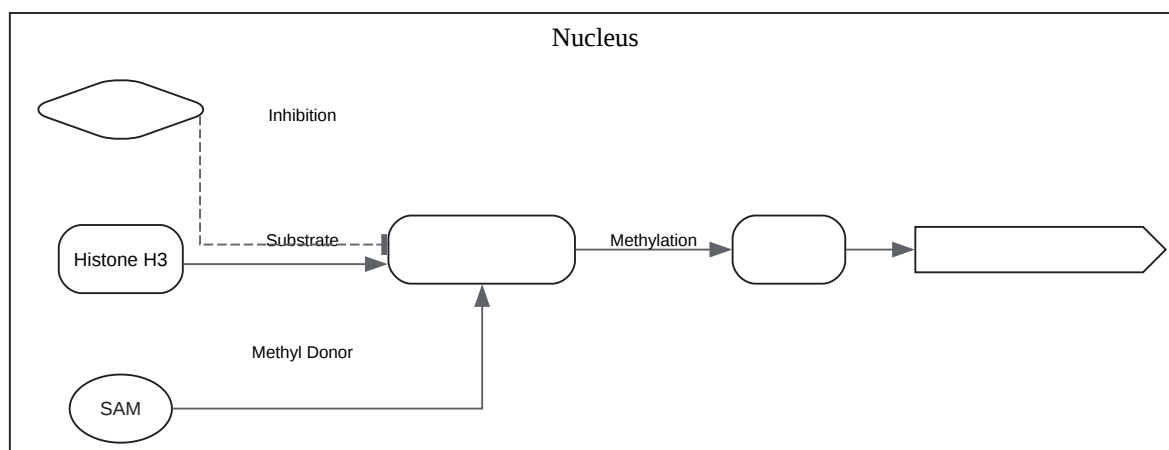 Nucleus
Inhibition
Substrate
Methylation
Histone H3
Methyl Donor
SAM